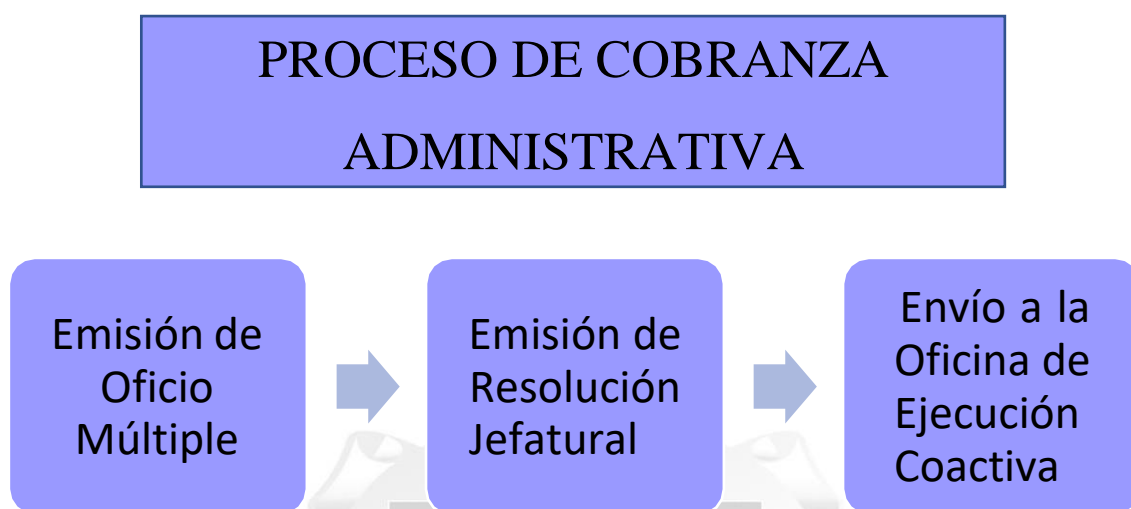 PROCESO DE COBRANZA
ADMINISTRATIVA
Emisión de
Oficio
Múltiple
Emisión de
Resolución
Jefatural
Envío a la
Oficina de
Ejecución
Coactiva